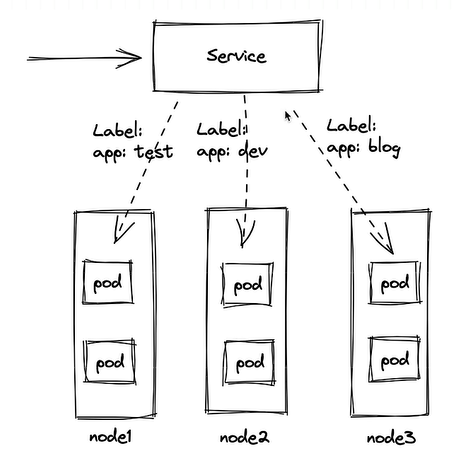 Service
Label:
app: test
Label:
app: dev
Label:
app: blog
pod
pod
pod
pod
pod
pod
node1
node2
node3